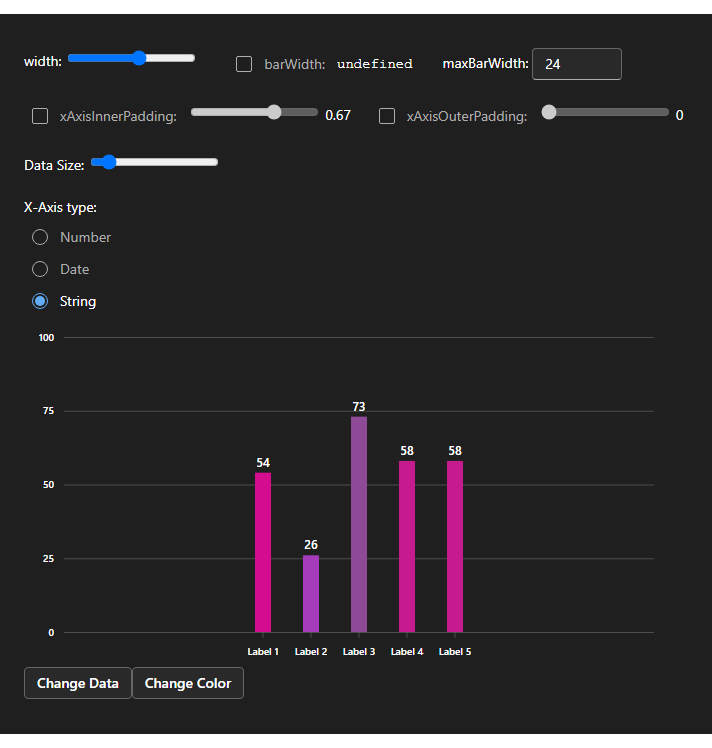 width: barWidth: undefined maxBarWidth: 24
xAxisInnerPadding: 0.67 xAxisOuterPadding: 0
Data Size:
X-Axis type:
Number
Date
String
100
75
50
25
0
54
26
73
58
58
Label 1 Label 2 Label 3 Label 4 Label 5
Change Data Change Color